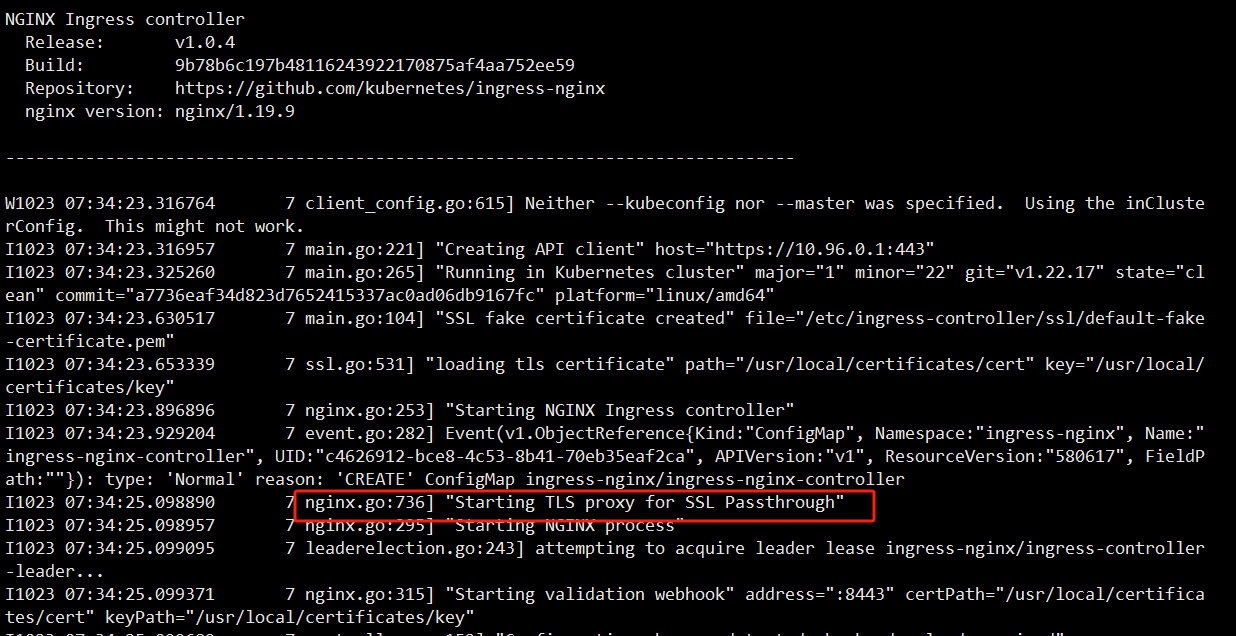 NGINX Ingress controller
  Release:       v1.0.4
  Build:         9b78b6c197b48116243922170875af4aa752ee59
  Repository:    https://github.com/kubernetes/ingress-nginx
  nginx version: nginx/1.19.9
-------------------------------------------------------------------------------
W1023 07:34:23.316764       7 client_config.go:615] Neither --kubeconfig nor --master was specified.  Using the inCluste
rConfig.  This might not work.
I1023 07:34:23.316957       7 main.go:221] "Creating API client" host="https://10.96.0.1:443"
I1023 07:34:23.325260       7 main.go:265] "Running in Kubernetes cluster" major="1" minor="22" git="v1.22.17" state="cl
ean" commit="a7736eaf34d823d7652415337ac0ad06db9167fc" platform="linux/amd64"
I1023 07:34:23.630517       7 main.go:104] "SSL fake certificate created" file="/etc/ingress-controller/ssl/default-fake
-certificate.pem"
I1023 07:34:23.653339       7 ssl.go:531] "loading tls certificate" path="/usr/local/certificates/cert" key="/usr/local/
certificates/key"
I1023 07:34:23.896896       7 nginx.go:253] "Starting NGINX Ingress controller"
I1023 07:34:23.929204       7 event.go:282] Event(v1.ObjectReference{Kind:"ConfigMap", Namespace:"ingress-nginx", Name:"
ingress-nginx-controller", UID:"c4626912-bce8-4c53-8b41-70eb35eaf2ca", APIVersion:"v1", ResourceVersion:"580617", FieldP
ath:""}): type: 'Normal' reason: 'CREATE' ConfigMap ingress-nginx/ingress-nginx-controller
I1023 07:34:25.098890       7 nginx.go:736] "Starting TLS proxy for SSL Passthrough"
I1023 07:34:25.098957       7 nginx.go:295] "Starting NGINX process"
I1023 07:34:25.099095       7 leaderelection.go:243] attempting to acquire leader lease ingress-nginx/ingress-controller
-leader...
I1023 07:34:25.099371       7 nginx.go:315] "Starting validation webhook" address=":8443" certPath="/usr/local/certifica
tes/cert" keyPath="/usr/local/certificates/key"